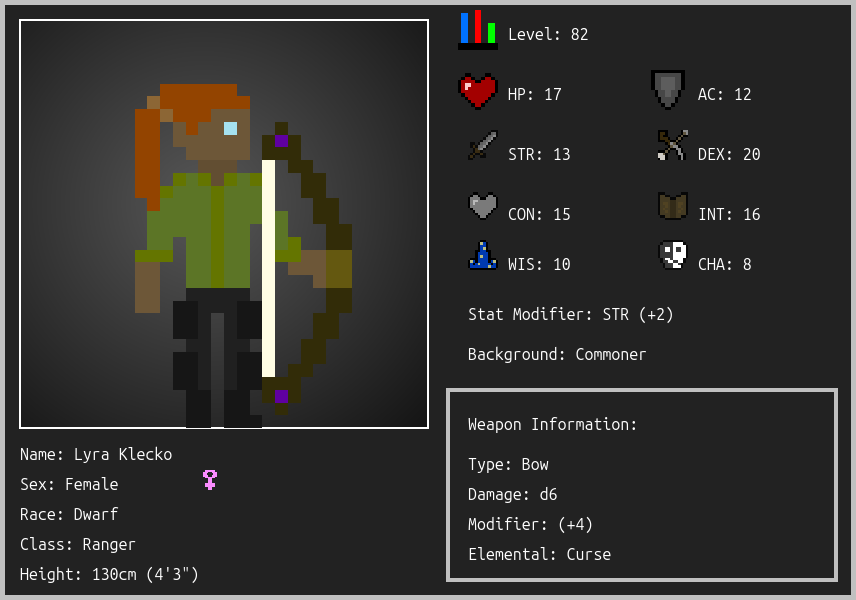 Level: 82
HP: 17
AC: 12
STR: 13
DEX: 20
CON: 15
INT: 16
WIS: 10
CHA: 8
Stat Modifier: STR (+2)
Background: Commoner
Weapon Information:
Type: Bow
Damage: d6
Modifier: (+4)
Elemental: Curse
Name: Lyra Klecko
Sex: Female
Race: Dwarf
Class: Ranger
Height: 130cm (4'3")